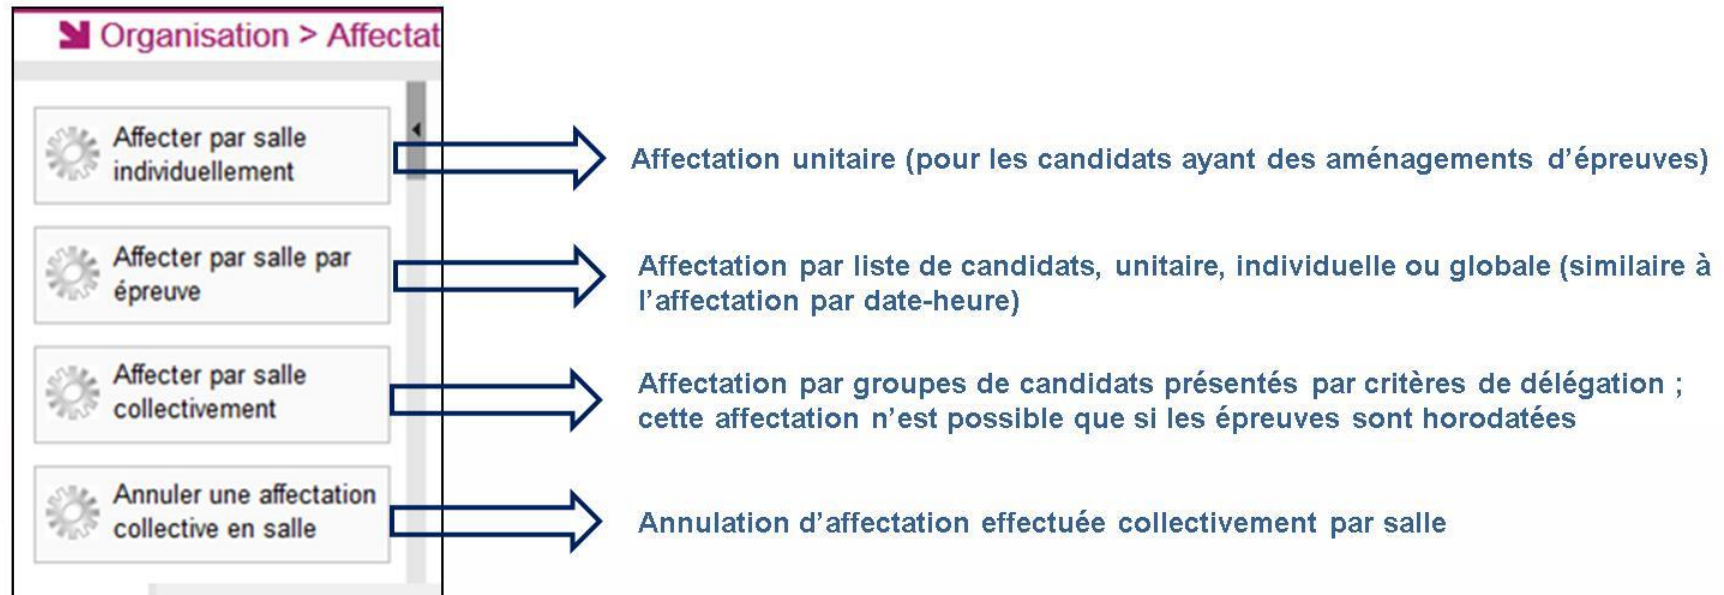 Organisation > Affectat
Affecter par salle
individuellement
Affectation unitaire (pour les candidats ayant des aménagements d'épreuves)
Affecter par salle par
épreuve
Affectation par liste de candidats, unitaire, individuelle ou globale (similaire à
l'affectation par date-heure)
Affecter par salle
collectivement
Affectation par groupes de candidats présentés par critères de délégation ;
cette affectation n'est possible que si les épreuves sont horodatées
Annuler une affectation
collective en salle
Annulation d'affectation effectuée collectivement par salle